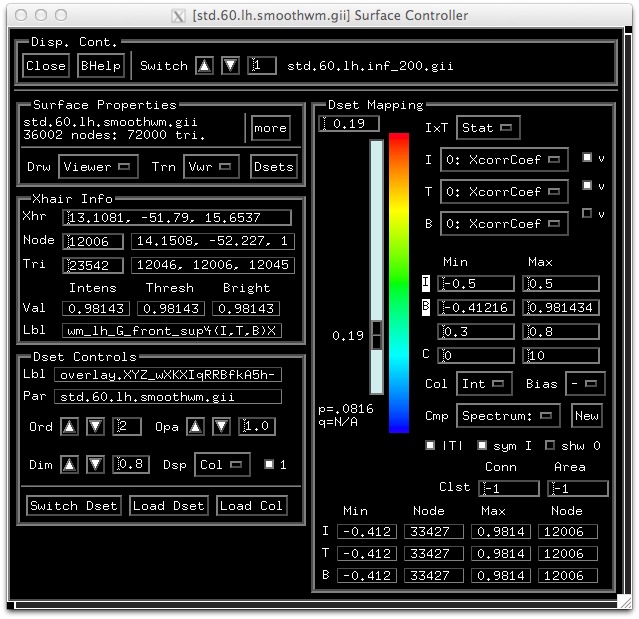 [std.60.lh.smoothwm.gii] Surface Controller
Disp. Cont.
Close BHelp Switch 1 std.60.lh.inf_200.gii
Surface Properties
std.60.lh.smoothwm.gii
36002 nodes: 72000 tri.
more
Drw Viewer Trn Vwr Dsets
Xhair Info
Xhr 13.1081, -51.79, 15.6537
Node 12006 14.1508, -52.227, 1
Tri 23542 12046, 12006, 12045
Intens Thresh Bright
Val 0.98143 0.98143 0.98143
Lbl
Dset Controls
Lbl overlay.XYZ_wXKXIqRRBfkA5h-
Par std.60.lh.smoothwm.gii
Ord 2 Opa 1.0
Dim 0.8 Dsp Col 1
Switch Dset Load Dset Load Col
Dset Mapping
0.19
IxT Stat
I 0: XcorrCoef v
T 0: XcorrCoef v
B 0: XcorrCoef v
Min Max
I -0.5 0.5
B -0.41216 0.981434
0.3 0.8
C 0 10
0.19
Col Int Bias -
p=.0816
q=N/A
Cmp Spectrum: New
|T| sym I shw 0
Conn Area
Clst -1 -1
Min Node Max Node
I -0.412 33427 0.9814 12006
T -0.412 33427 0.9814 12006
B -0.412 33427 0.9814 12006